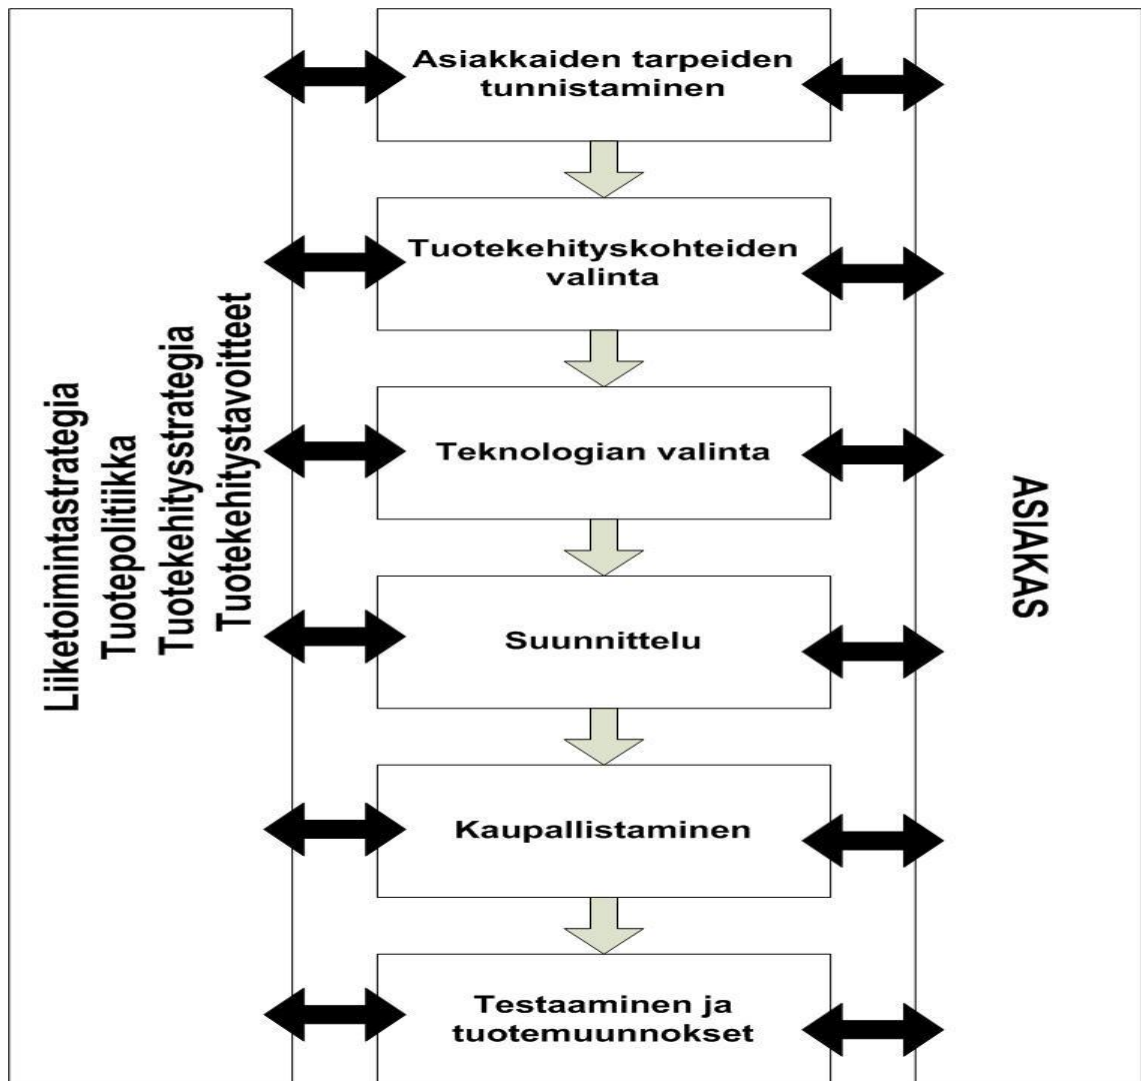 Asiakkaiden tarpeiden
tunnistaminen
Tuotekehityskohteiden
valinta
Teknologian valinta
Suunnittelu
Kaupallistaminen
Testaaminen ja
tuotemuunnokset
Liiketoimintastrategia
Tuotepolitiikka
Tuotekehitysstrategia
Tuotekehitystavoitteet
ASIAKAS